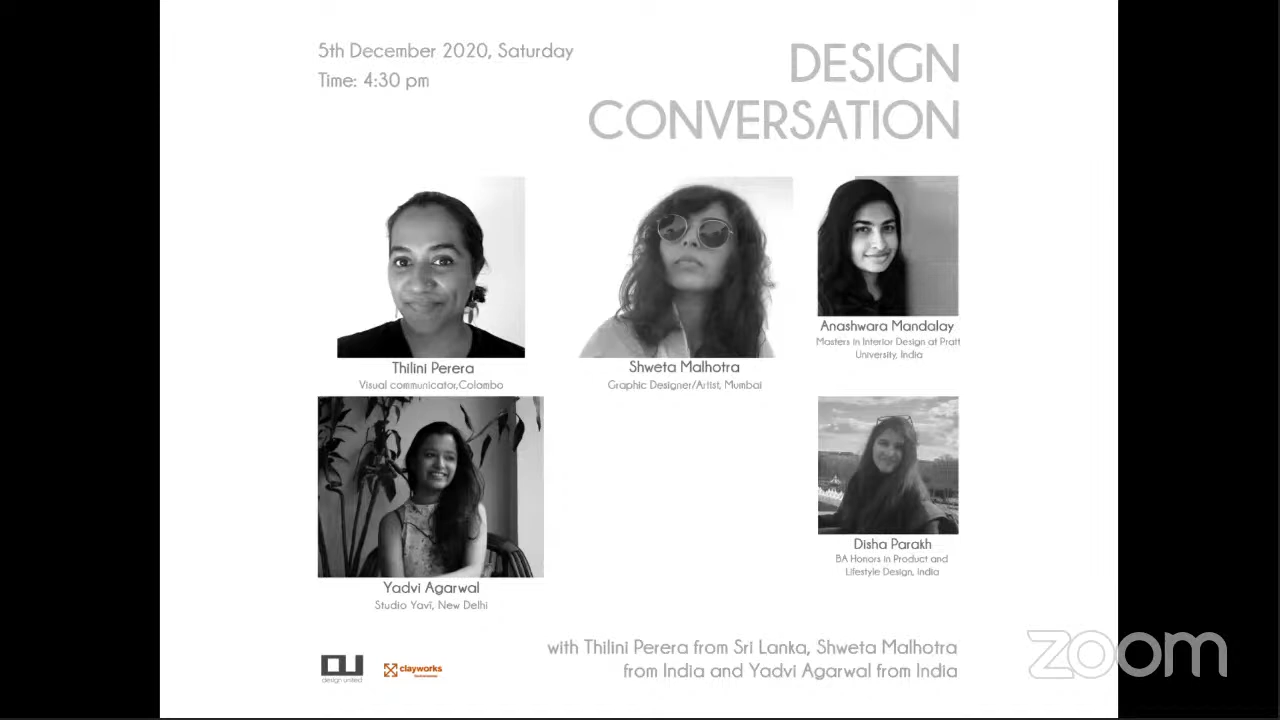 5th December 2020, Saturday
Time: 4:30 pm
DESIGN
CONVERSATION
Thilini Perera
Visual communicator,Colombo
Shweta Malhotra
Graphic Designer/Artist, Mumbai
Anashwara Mandalay
Masters in Interior Design at Pratt
University, India
Yadvi Agarwal
Studio Yavi, New Delhi
Disha Parakh
BA Honors in Product and
Lifestyle Design, India
with Thilini Perera from Sri Lanka, Shweta Malhotra
from India and Yadvi Agarwal from India
DU
design united
clayworks
zoom